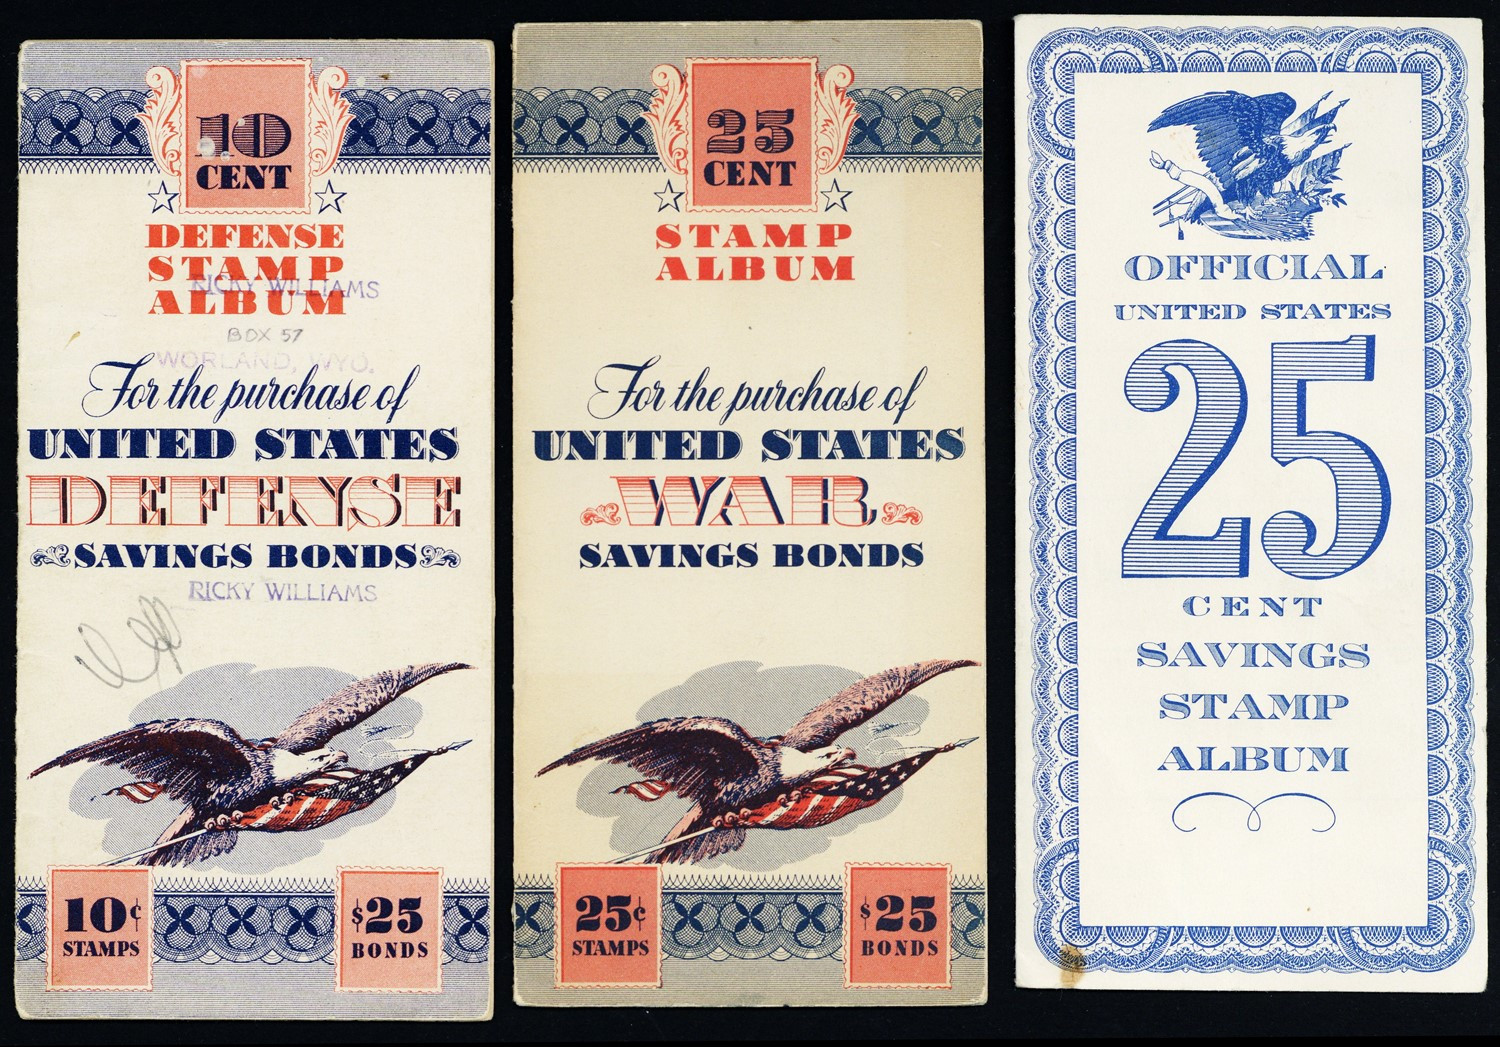 10
CENT
DEFENSE
STAMP
ALBUM
RICKY WILLIAMS
BOX 57
WORLAND, WYO.
For the purchase of
UNITED STATES
DEFENSE
SAVINGS BONDS
RICKY WILLIAMS
10¢
STAMPS
$25
BONDS
25
CENT
STAMP
ALBUM
For the purchase of
UNITED STATES
WAR
SAVINGS BONDS
25¢
STAMPS
$25
BONDS
OFFICIAL
UNITED STATES
25
CENT
SAVINGS
STAMP
ALBUM